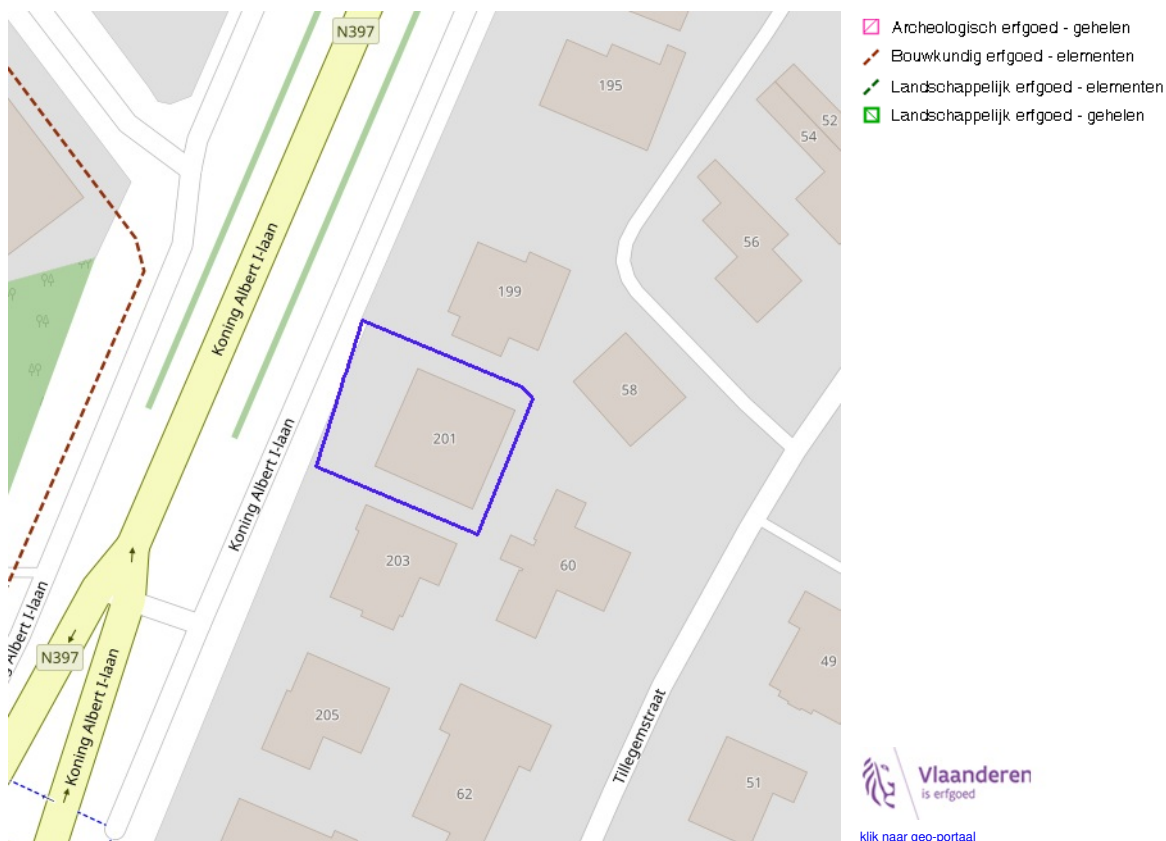 N397
195
52
54
56
199
58
201
203
60
49
205
62
51
N397
Koning Albert I-laan
Koning Albert I-laan
Albert I-laan
Koning Albert I-laan
Tillegemstraat
Archeologisch erfgoed - gehelen
Bouwkundig erfgoed - elementen
Landschappelijk erfgoed - elementen
Landschappelijk erfgoed - gehelen
Vlaanderen
is erfgoed
klik naar geo-portaal